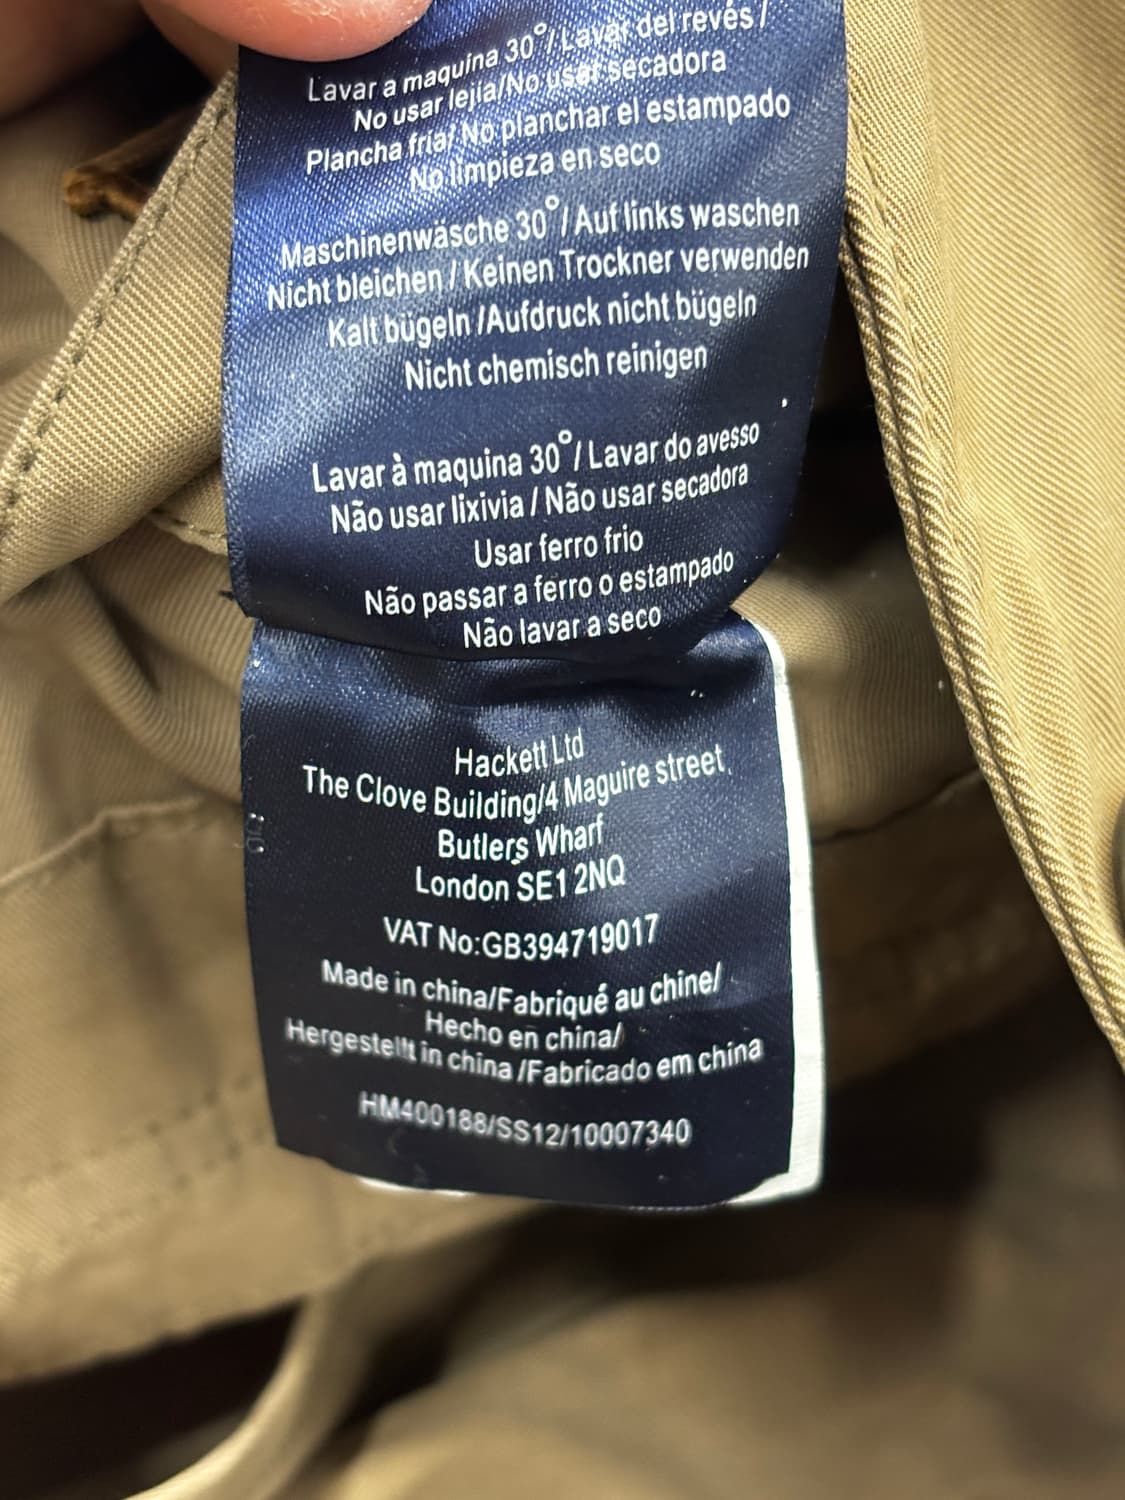 Lavar a maquina 30°/Lavar del revés /
No usar lejia/No usar secadora
Plancha fria/ No planchar el estampado
No limpieza en seco
Maschinenwäsche 30°/ Auf links waschen
Nicht bleichen / Keinen Trockner verwenden
Kalt bügeln /Aufdruck nicht bügeln
Nicht chemisch reinigen
Lavar à maquina 30°/ Lavar do avesso
Não usar lixivia / Não usar secadora
Usar ferro frio
Não passar a ferro o estampado
Não lavar a seco
Hackett Ltd
The Clove Building/4 Maguire street,
Butlers Wharf
London SE1 2NQ
VAT No:GB394719017
Made in china/Fabriqué au chine/
Hecho en china/
Hergestellt in china /Fabricado em china
HM400188/SS12/10007340